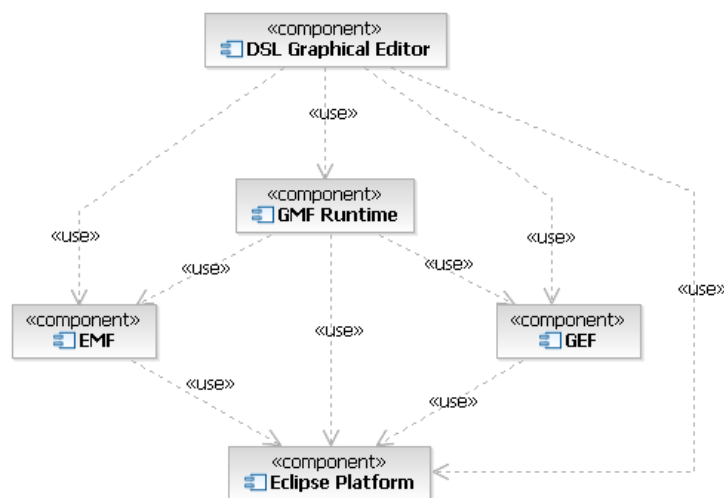 «component»
DSL Graphical Editor
«use»
«component»
GMF Runtime
«use»
«use»
«use»
«use»
«use»
«component»
EMF
«use»
«component»
GEF
«use»
«use»
«component»
Eclipse Platform